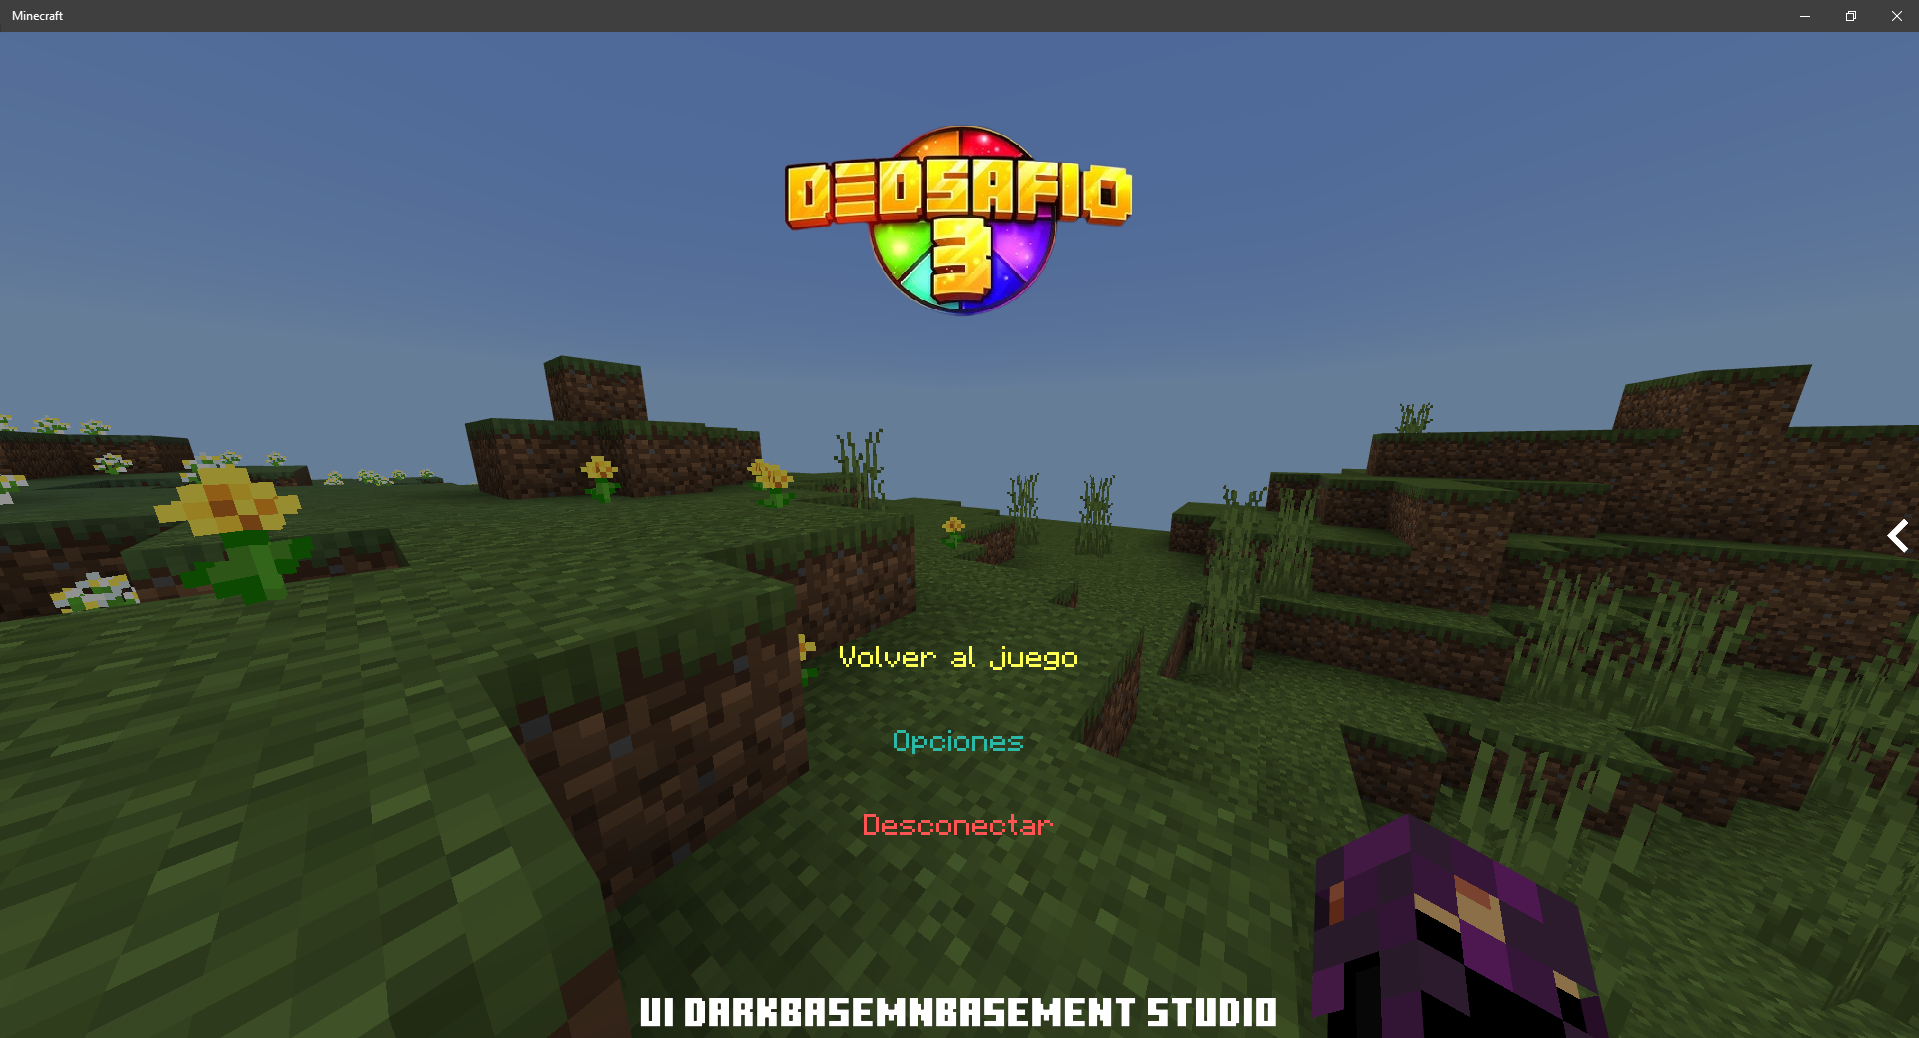 Minecraft
DEDSAFIO
3
Volver al juego
Opciones
Desconectar
UI DARKBASEMNBASEMENT STUDIO